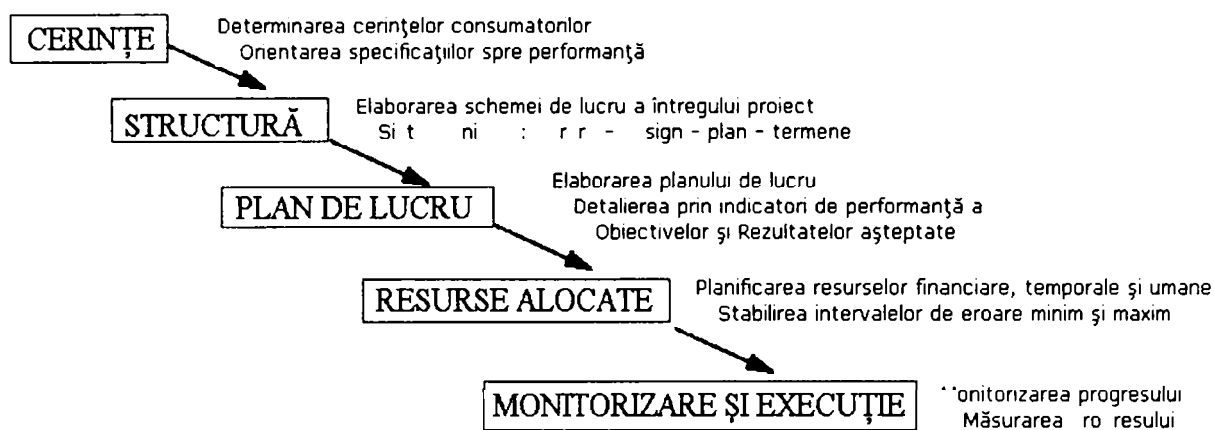 CERINȚE
Determinarea cerințelor consumatorilor
Orientarea specificațiilor spre performanță
STRUCTURĂ
Elaborarea schemei de lucru a întregului proiect
- plan - termene
PLAN DE LUCRU
Elaborarea planului de lucru
Detalierea prin indicatori de performanță a
Obiectivelor și Rezultatelor așteptate
RESURSE ALOCATE
Planificarea resurselor financiare, temporale și umane
Stabilirea intervalelor de eroare minim și maxim
MONITORIZARE ȘI EXECUȚIE
progresului
Măsurarea